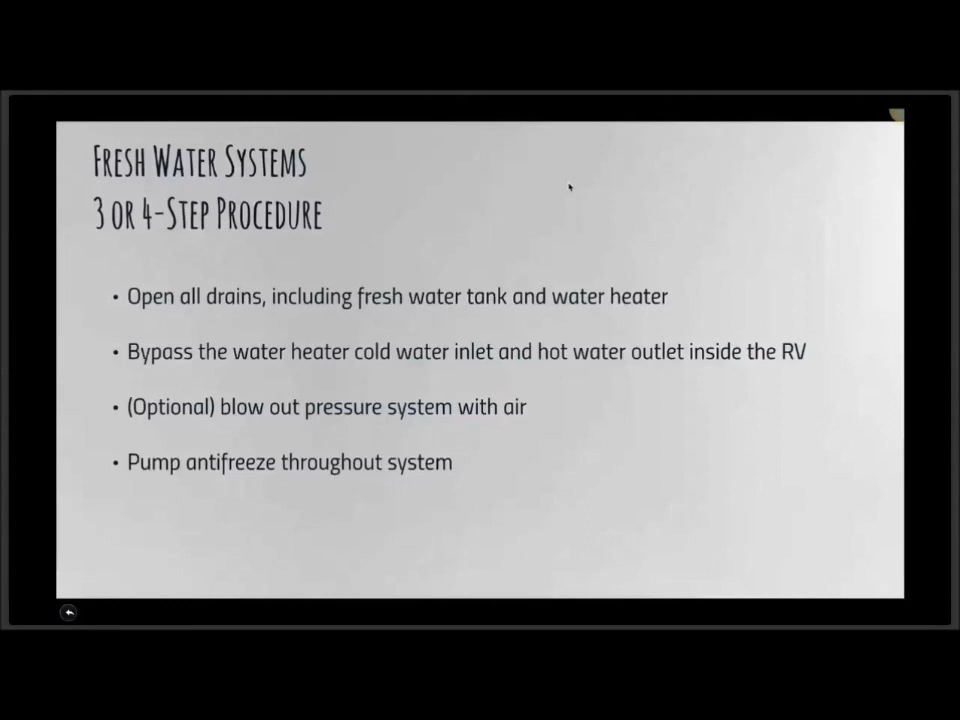 Fresh Water Systems
3 or 4-Step Procedure
• Open all drains, including fresh water tank and water heater
• Bypass the water heater cold water inlet and hot water outlet inside the RV
• (Optional) blow out pressure system with air
• Pump antifreeze throughout system